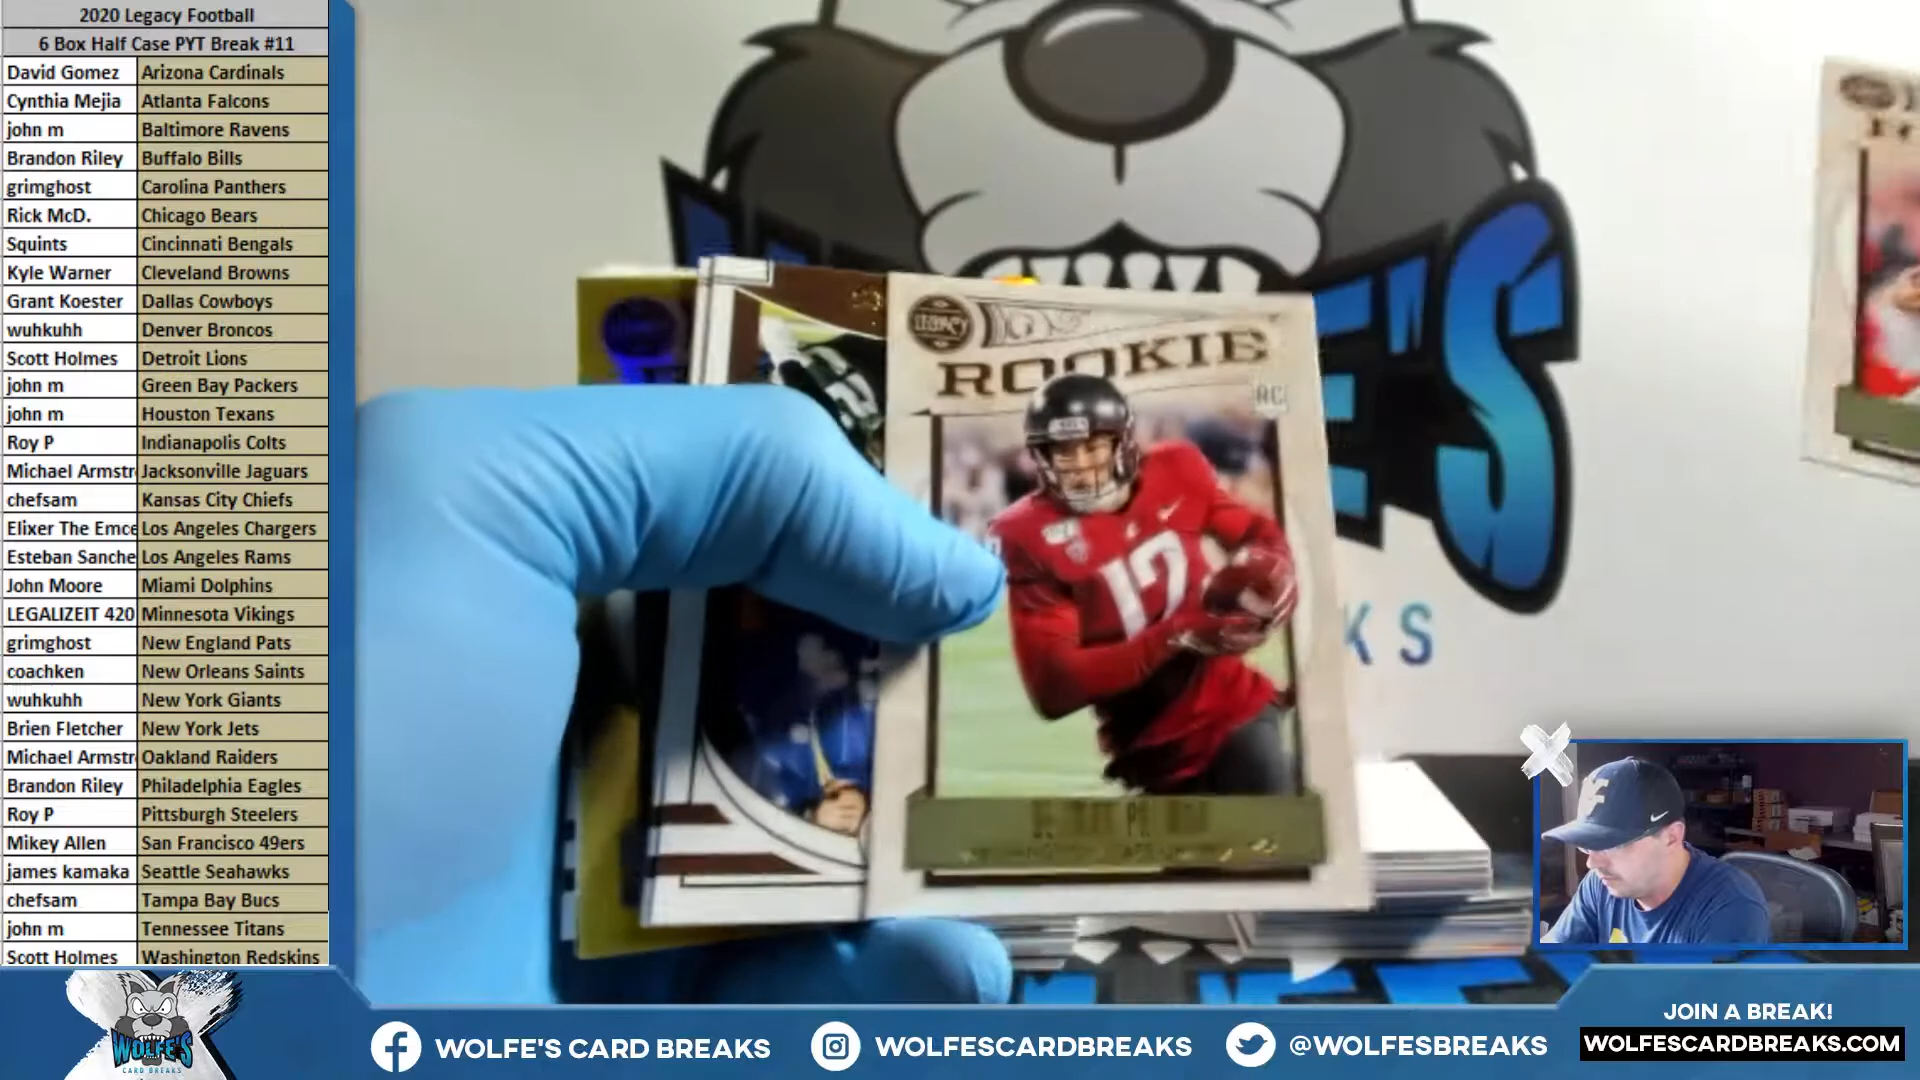 2020 Legacy Football
6 Box Half Case PYT Break #11
David Gomez Arizona Cardinals
Cynthia Mejia Atlanta Falcons
john m Baltimore Ravens
Brandon Riley Buffalo Bills
grimghost Carolina Panthers
Rick McD. Chicago Bears
Squints Cincinnati Bengals
Kyle Warner Cleveland Browns
Grant Koester Dallas Cowboys
wuhkuhh Denver Broncos
Scott Holmes Detroit Lions
john m Green Bay Packers
john m Houston Texans
Roy P Indianapolis Colts
Michael Armstr Jacksonville Jaguars
chefsam Kansas City Chiefs
Elixer The Emce Los Angeles Chargers
Esteban Sanche Los Angeles Rams
John Moore Miami Dolphins
LEGALIZEIT 420 Minnesota Vikings
grimghost New England Pats
coachken New Orleans Saints
wuhkuhh New York Giants
Brien Fletcher New York Jets
Michael Armstr Oakland Raiders
Brandon Riley Philadelphia Eagles
Roy P Pittsburgh Steelers
Mikey Allen San Francisco 49ers
james kamaka Seattle Seahawks
chefsam Tampa Bay Bucs
john m Tennessee Titans
Scott Holmes Washington Redskins
LEGACY
ROOKIE
RC
12
E'S
KS
WOLFE'S
CARD BREAKS
WOLFE'S CARD BREAKS
WOLFESCARDBREAKS
@WOLFESBREAKS
JOIN A BREAK!
WOLFESCARDBREAKS.COM